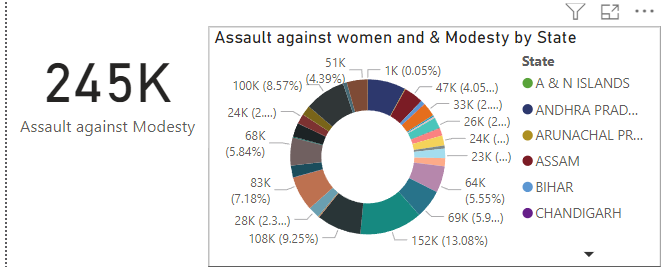 245K
Assault against Modesty
Assault against women and & Modesty by State
51K
(4.39%)
1K (0.05%)
47K (4.05...)
33K (2....)
26K (2...)
24K (...)
23K (...)
64K
(5.55%)
69K (5.9...)
152K (13.08%)
108K (9.25%)
28K (2.3...)
83K
(7.18%)
68K
(5.84%)
24K (2....)
100K (8.57%)
State
A & N ISLANDS
ANDHRA PRAD...
ARUNACHAL PR...
ASSAM
BIHAR
CHANDIGARH